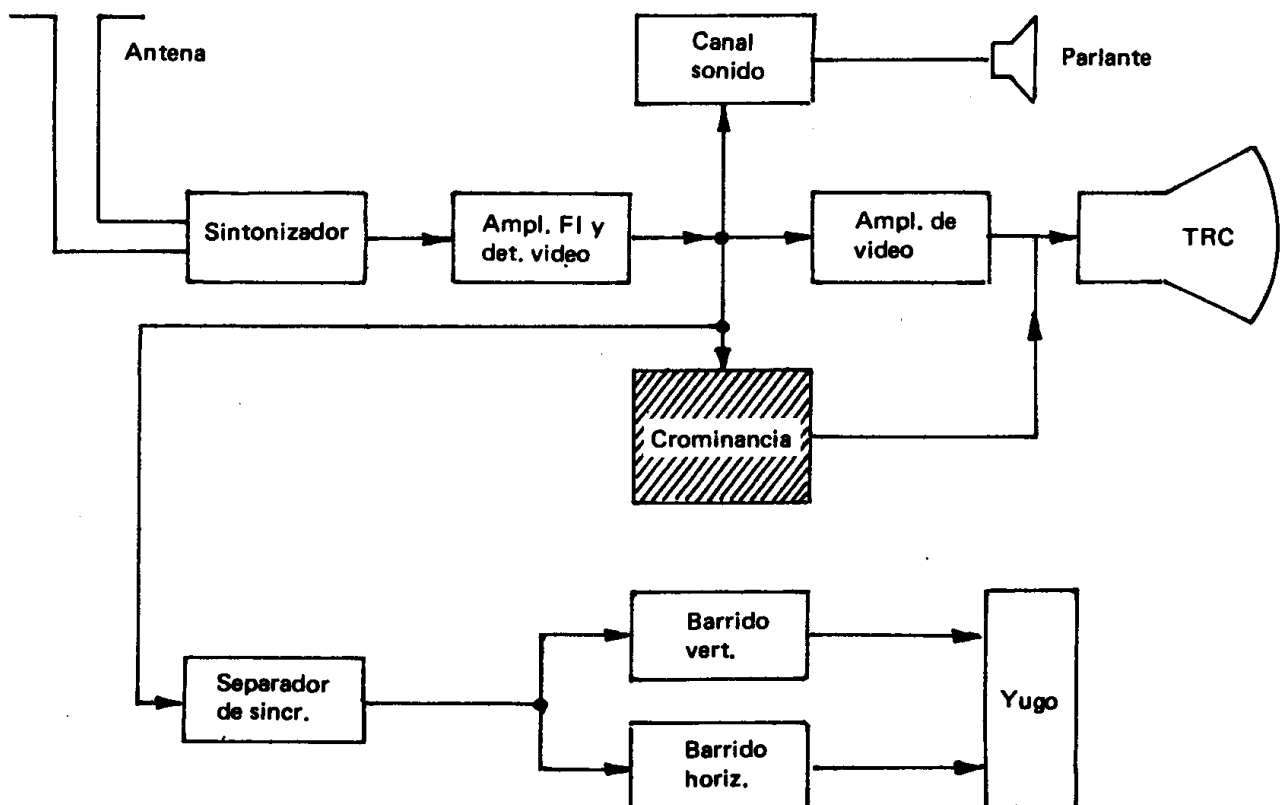 Antena
Canal
sonido
Parlante
Sintonizador
Ampl. FI y
det. video
Ampl. de
video
TRC
Crominancia
Barrido
vert.
Separador
de sincr.
Yugo
Barrido
horiz.